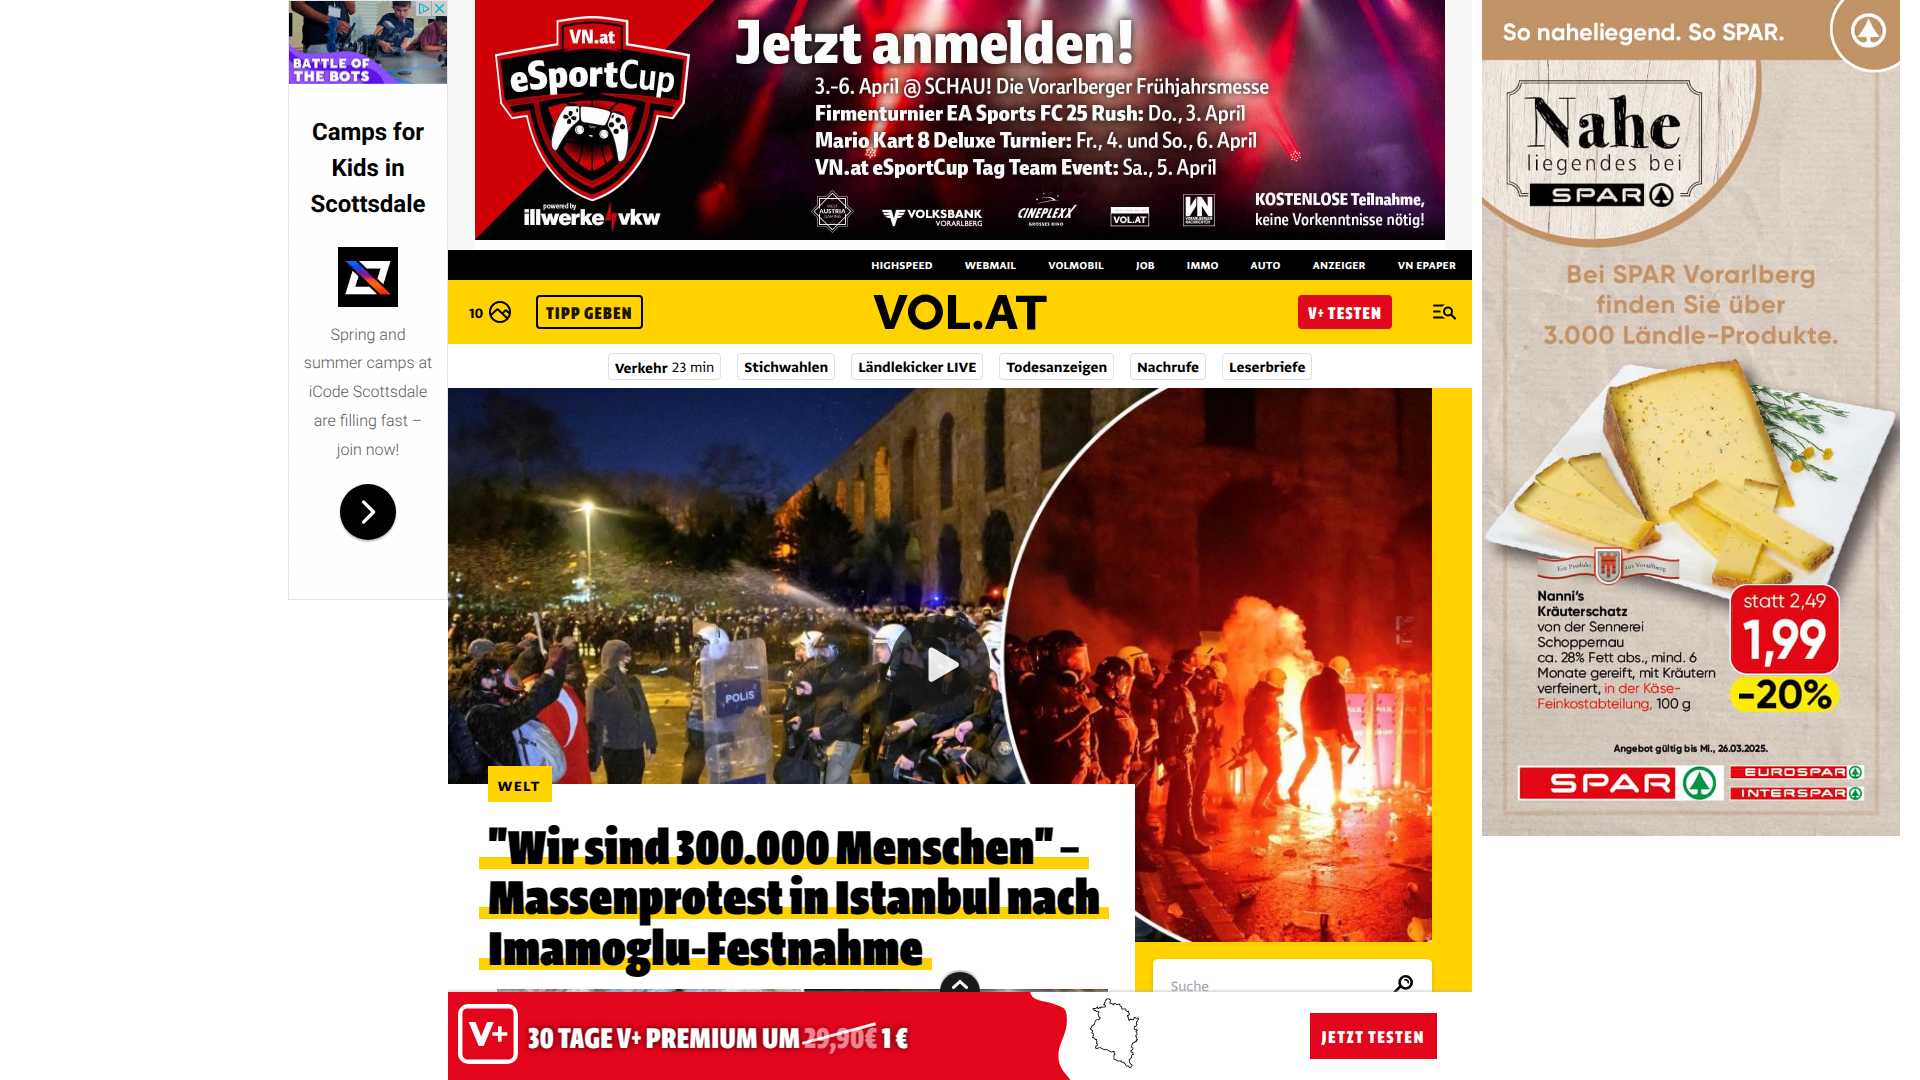 BATTLE OF
THE BOTS
Camps for
Kids in
Scottsdale
Spring and
summer camps at
iCode Scottsdale
are filling fast –
join now!
VN.at
eSportCup
powered by
illwerke vkw
Jetzt anmelden!
3.-6. April @ SCHAU! Die Vorarlberger Frühjahrsmesse
Firmenturnier EA Sports FC 25 Rush: Do., 3. April
Mario Kart 8 Deluxe Turnier: Fr., 4. und So., 6. April
VN.at eSportCup Tag Team Event: Sa., 5. April
AUSTRIA
VOLKSBANK
VORARLBERG
CINEPLEXX
VOL.AT
VN
KOSTENLOSE Teilnahme,
keine Vorkenntnisse nötig!
HIGHSPEED WEBMAIL VOLMOBIL JOB IMMO AUTO ANZEIGER VN EPAPER
10 TIPP GEBEN VOL.AT V+ TESTEN
Verkehr 23 min Stichwahlen Ländlekicker LIVE Todesanzeigen Nachrufe Leserbriefe
POLIS
WELT
"Wir sind 300.000 Menschen" –
Massenprotest in Istanbul nach
Imamoglu-Festnahme
Suche
V+ 30 TAGE V+ PREMIUM UM 29,90€ 1 € JETZT TESTEN
So naheliegend. So SPAR.
Nahe
liegendes bei
SPAR
Bei SPAR Vorarlberg
finden Sie über
3.000 Ländle-Produkte.
Ein Produkt aus Vorarlberg
Nanni's
Kräuterschatz
von der Sennerei
Schoppernau
ca. 28% Fett abs., mind. 6
Monate gereift, mit Kräutern
verfeinert, in der Käse-
Feinkostabteilung, 100 g
statt 2,49
1,99
-20%
Angebot gültig bis Mi., 26.03.2025.
SPAR
EUROSPAR
INTERSPAR